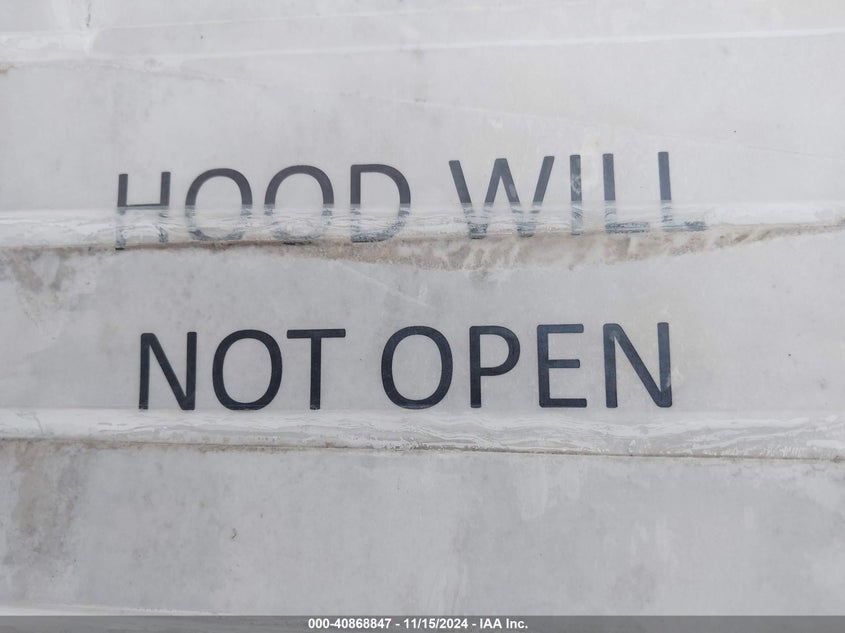 HOOD WILL
NOT OPEN
000-40868847 - 11/15/2024 - IAA Inc.